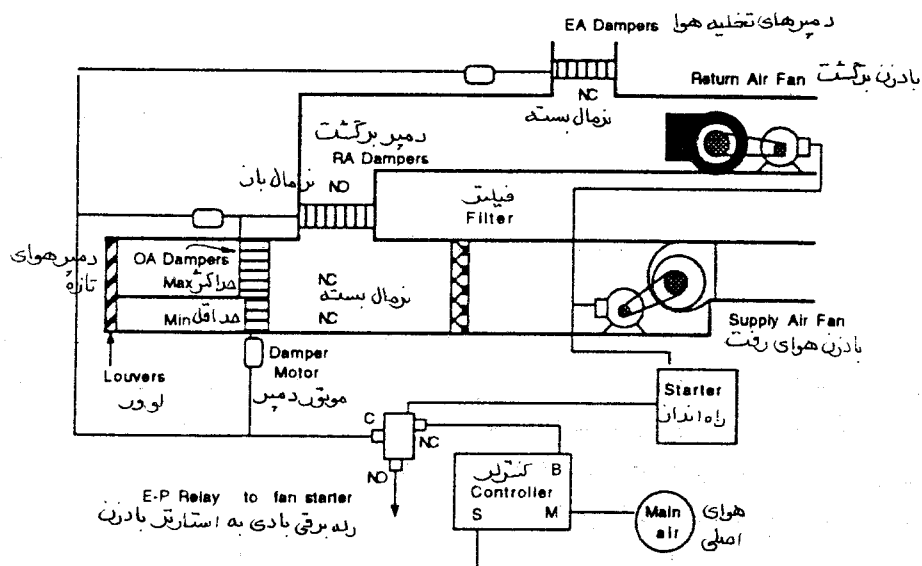 EA Dampers دمپرهای تخلیه هوا
Return Air Fan بادزن برگشت
NC
نرمال بسته
دمپر برگشت
RA Dampers
نرمال باز NO
فیلتر
Filter
دمپر هوای
تازه
OA Dampers
Max حداکثر
Min حداقل
NC
نرمال بسته
NC
Supply Air Fan
بادزن هوای رفت
Louvers
لوور
Damper
Motor
موتور دمپر
Starter
راه انداز
C
NC
NO
کنترلر B
Controller
S M
Main
air
هوای
اصلی
E-P Relay to fan starter
رله برقی بادی به استارتر بادزن